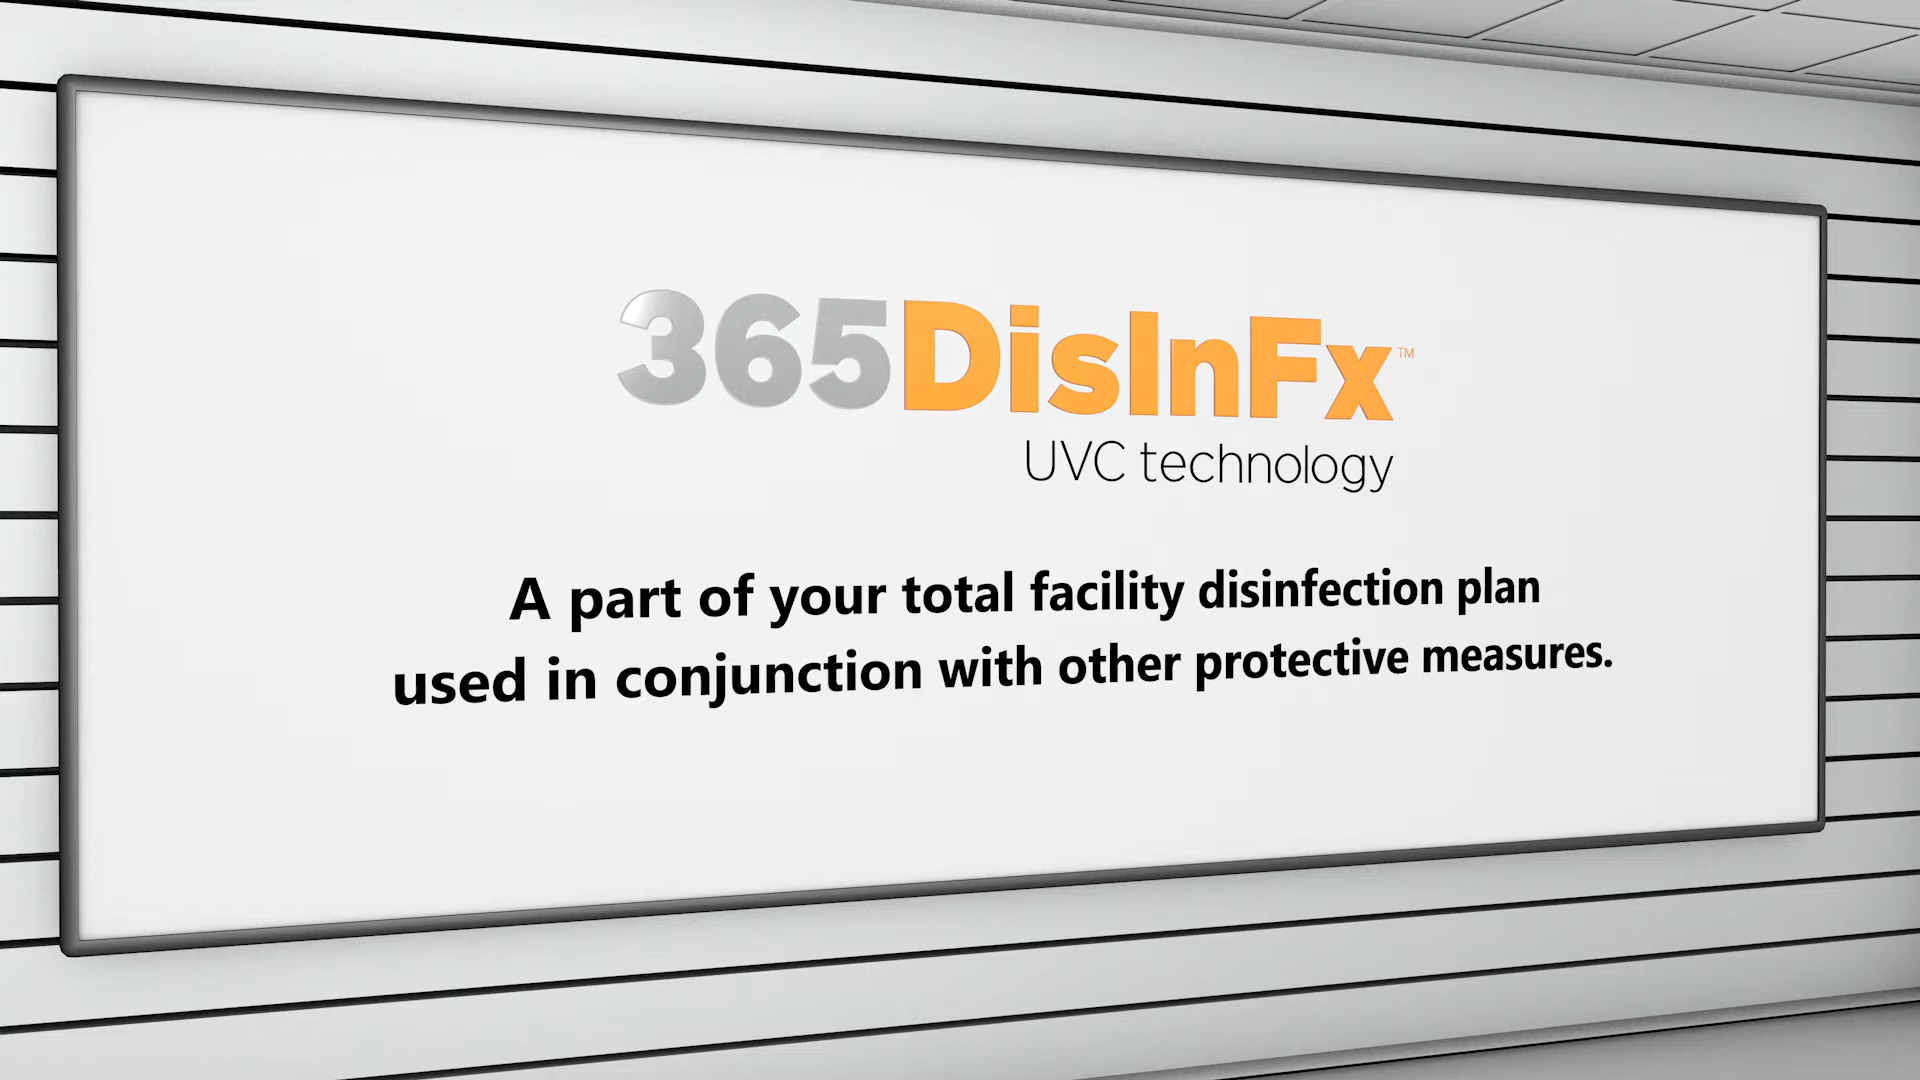 365DisInFx™
UVC technology
A part of your total facility disinfection plan
used in conjunction with other protective measures.